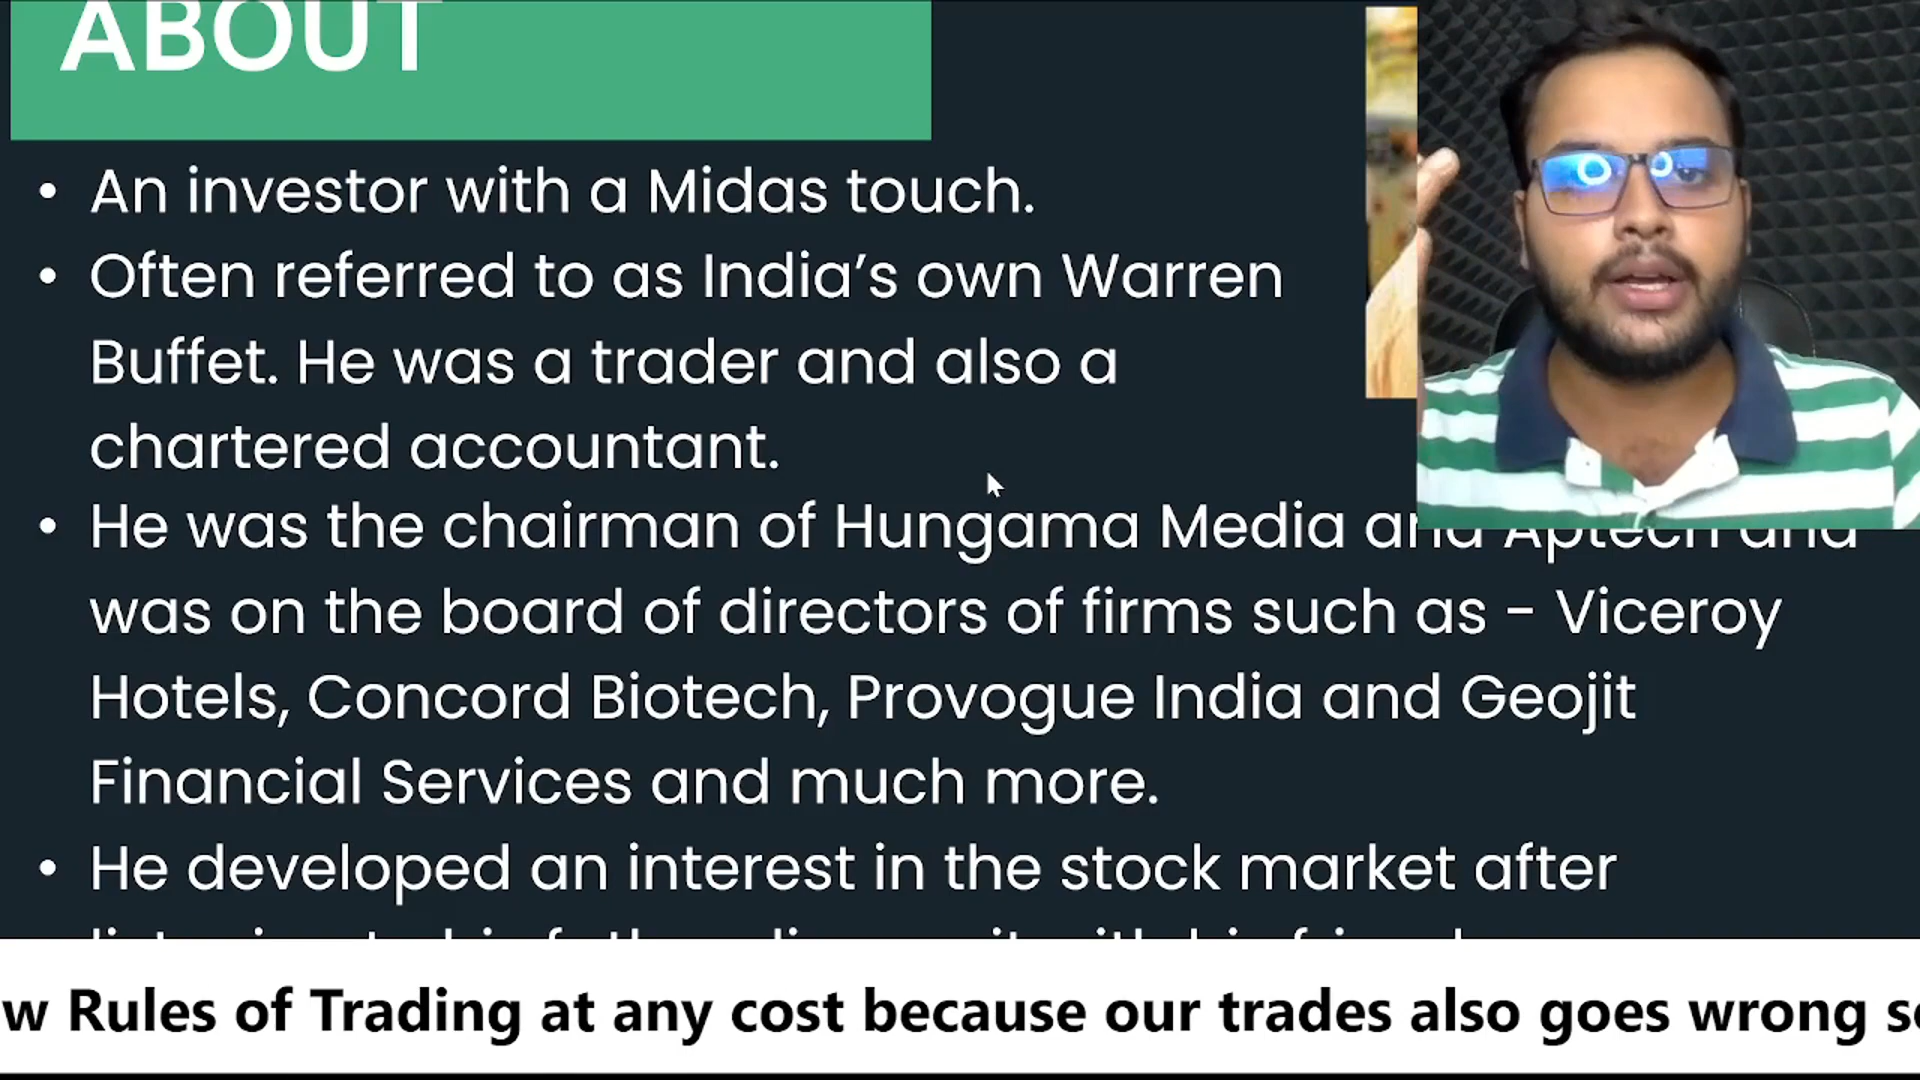 ABOUT
• An investor with a Midas touch.
• Often referred to as India’s own Warren
Buffet. He was a trader and also a
chartered accountant.
• He was the chairman of Hungama Media and Aptech and
was on the board of directors of firms such as - Viceroy
Hotels, Concord Biotech, Provogue India and Geojit
Financial Services and much more.
• He developed an interest in the stock market after
Rules of Trading at any cost because our trades also goes wrong